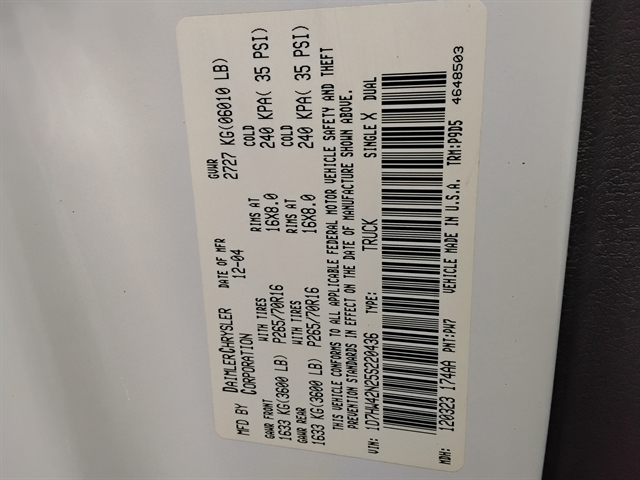 MFD BY DAIMLERCHRYSLER CORPORATION DATE OF MFR 12-04 GVWR 2727 KG(06010 LB)
GAWR FRONT WITH TIRES RIMS AT COLD
1633 KG(3600 LB) P265/70R16 16X8.0 240 KPA( 35 PSI)
GAWR REAR WITH TIRES RIMS AT COLD
1633 KG(3600 LB) P265/70R16 16X8.0 240 KPA( 35 PSI)
THIS VEHICLE CONFORMS TO ALL APPLICABLE FEDERAL MOTOR VEHICLE SAFETY AND THEFT
PREVENTION STANDARDS IN EFFECT ON THE DATE OF MANUFACTURE SHOWN ABOVE.
VIN: 1D7HW42N25S220436 TYPE: TRUCK SINGLE X DUAL
MDH: 120323 174AA PNT:PW7 VEHICLE MADE IN U.S.A. TRM:P9D5 4648503